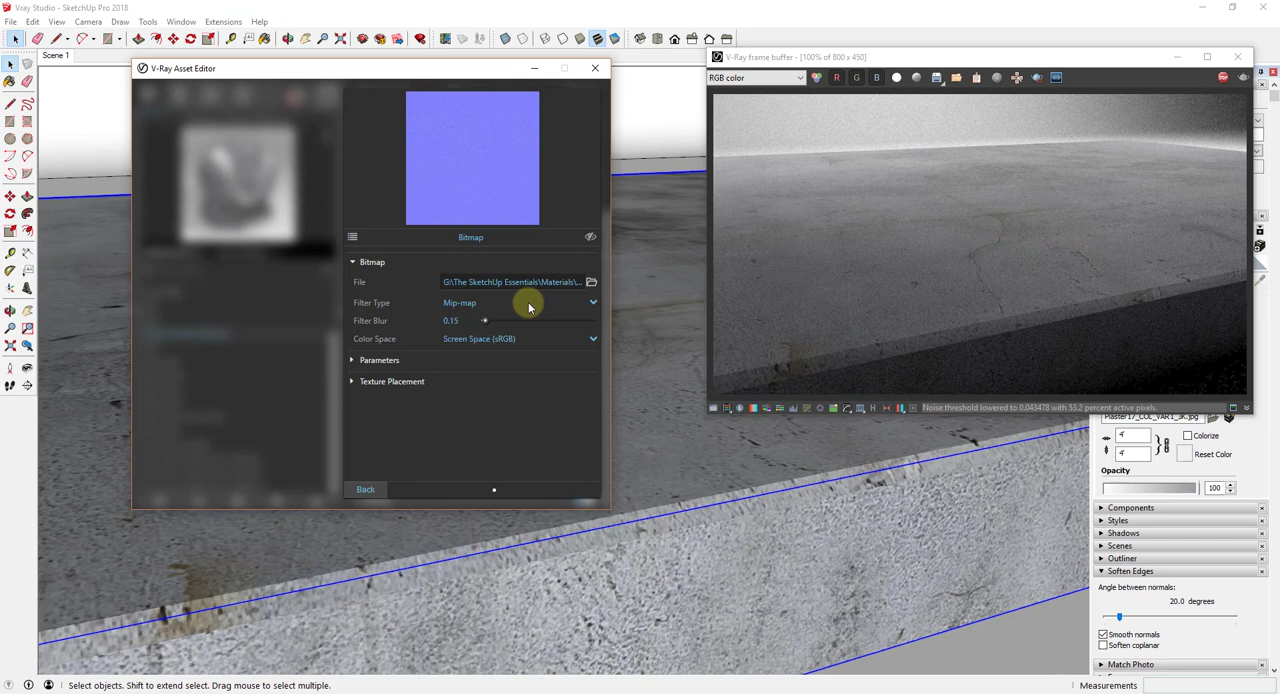 Vray Studio - SketchUp Pro 2018
File Edit View Camera Draw Tools Window Extensions Help
Scene 1
V-Ray Asset Editor
Bitmap
Bitmap
File G:\The SketchUp Essentials\Materials\...
Filter Type Mip-map
Filter Blur 0.15
Color Space Screen Space (sRGB)
Parameters
Texture Placement
Back
V-Ray frame buffer - [100% of 800 x 450]
RGB color
R G B
H
Noise threshold lowered to 0.043478 with 53.2 percent active pixels.
Plaster17_COL_VAR1_3K.jpg
4'
Colorize
4'
Reset Color
Opacity
100
Components
Styles
Shadows
Scenes
Outliner
Soften Edges
Angle between normals:
20.0 degrees
Smooth normals
Soften coplanar
Match Photo
Select objects. Shift to extend select. Drag mouse to select multiple.
Measurements